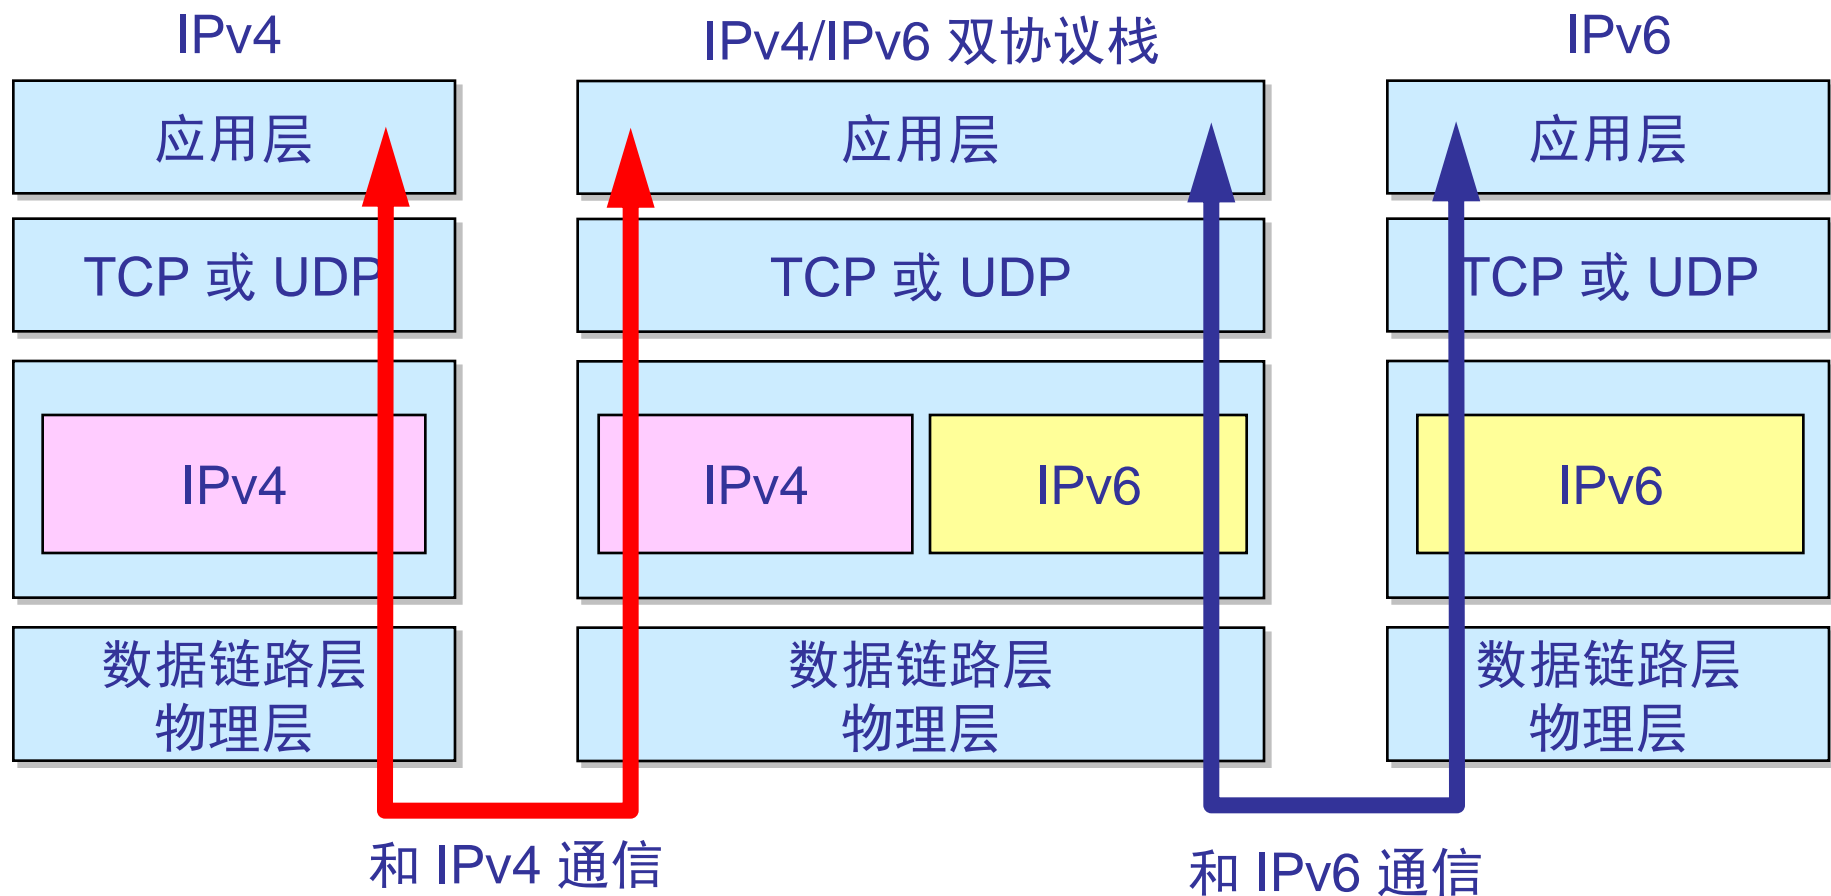 IPv4
IPv4/IPv6 双协议栈
IPv6
应用层
应用层
应用层
TCP 或 UDP
TCP 或 UDP
TCP 或 UDP
IPv4
IPv4
IPv6
IPv6
数据链路层
物理层
数据链路层
物理层
数据链路层
物理层
和 IPv4 通信
和 IPv6 通信